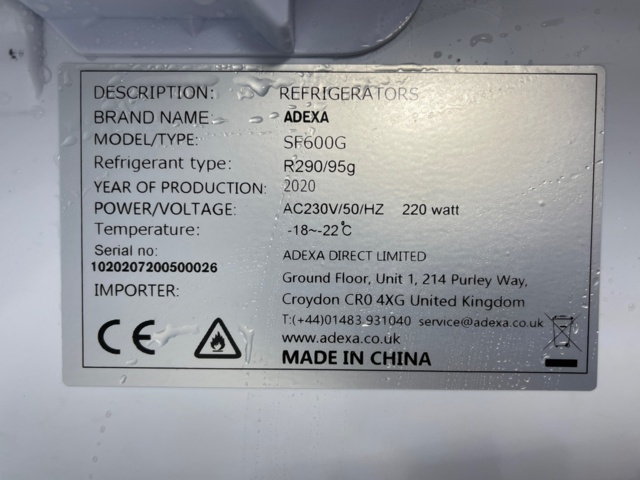 DESCRIPTION: REFRIGERATORS
BRAND NAME: ADEXA
MODEL/TYPE: SF600G
Refrigerant type: R290/95g
YEAR OF PRODUCTION: 2020
POWER/VOLTAGE: AC230V/50/HZ 220 watt
Temperature: -18~-22℃
Serial no: ADEXA DIRECT LIMITED
1020207200500026
IMPORTER: Ground Floor, Unit 1, 214 Purley Way,
Croydon CR0 4XG United Kingdom
T:(+44)01483 931040 service@adexa.co.uk
CE www.adexa.co.uk
MADE IN CHINA